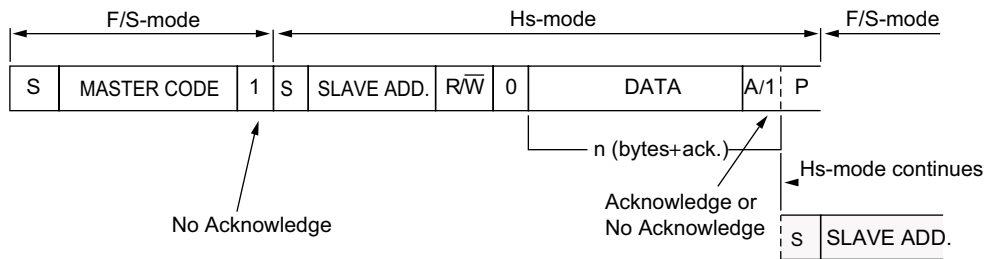 F/S-mode Hs-mode F/S-mode
S MASTER CODE 1 S SLAVE ADD. R/W̅ 0 DATA A/1 P
n (bytes+ack.)
Hs-mode continues
No Acknowledge
Acknowledge or
No Acknowledge
S SLAVE ADD.